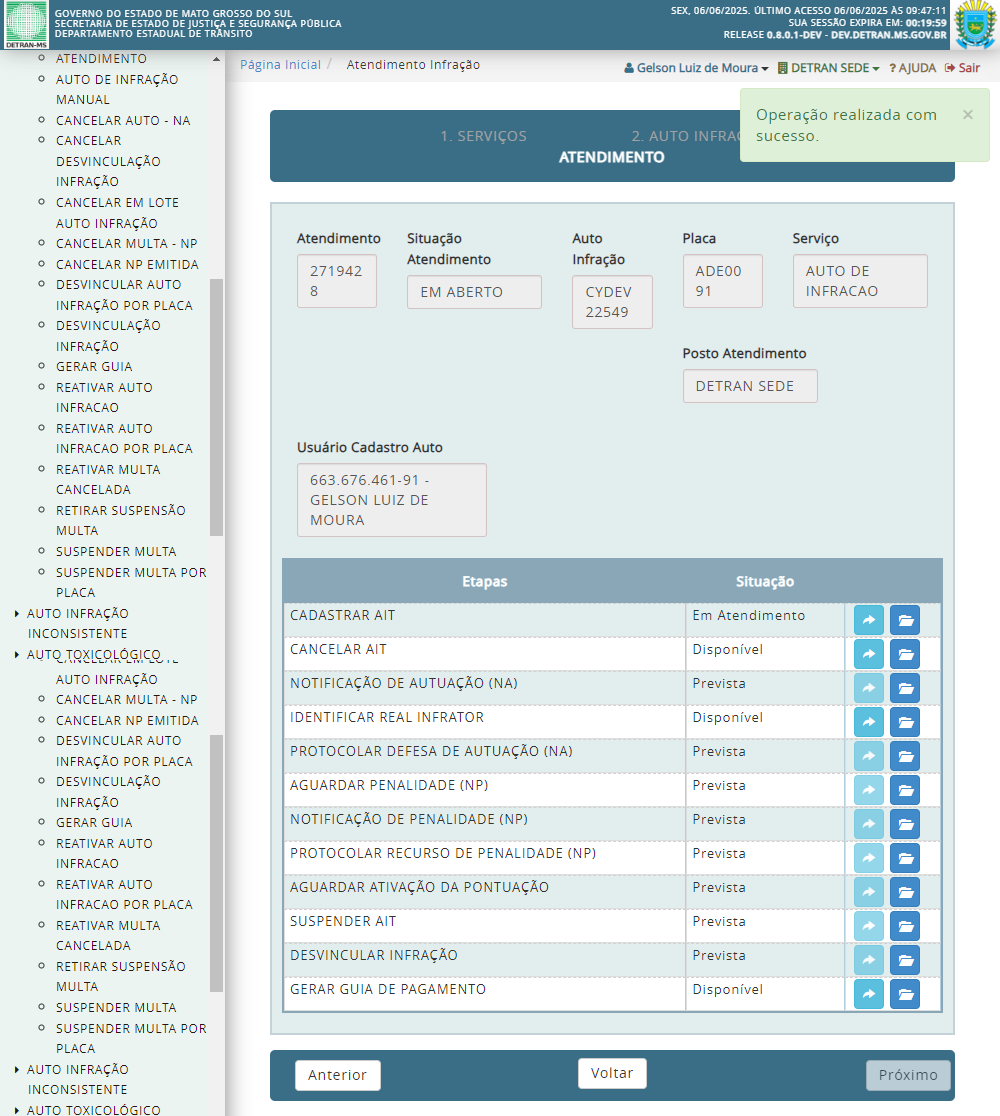 DETRAN-MS
GOVERNO DO ESTADO DE MATO GROSSO DO SUL
SECRETARIA DE ESTADO DE JUSTIÇA E SEGURANÇA PÚBLICA
DEPARTAMENTO ESTADUAL DE TRÂNSITO
SEX, 06/06/2025. ÚLTIMO ACESSO 06/06/2025 ÀS 09:47:11
SUA SESSÃO EXPIRA EM: 00:19:59
RELEASE 0.8.0.1-DEV - DEV.DETRAN.MS.GOV.BR
Página Inicial / Atendimento Infração
Gelson Luiz de Moura DETRAN SEDE ? AJUDA Sair
Operação realizada com ×
sucesso.
ATENDIMENTO
AUTO DE INFRAÇÃO
MANUAL
CANCELAR AUTO - NA
CANCELAR
DESVINCULAÇÃO
INFRAÇÃO
CANCELAR EM LOTE
AUTO INFRAÇÃO
CANCELAR MULTA - NP
CANCELAR NP EMITIDA
DESVINCULAR AUTO
INFRAÇÃO POR PLACA
DESVINCULAÇÃO
INFRAÇÃO
GERAR GUIA
REATIVAR AUTO
INFRACAO
REATIVAR AUTO
INFRACAO POR PLACA
REATIVAR MULTA
CANCELADA
RETIRAR SUSPENSÃO
MULTA
SUSPENDER MULTA
SUSPENDER MULTA POR
PLACA
AUTO INFRAÇÃO
INCONSISTENTE
AUTO TOXICOLÓGICO
CANCELAR EM LOTE
AUTO INFRAÇÃO
CANCELAR MULTA - NP
CANCELAR NP EMITIDA
DESVINCULAR AUTO
INFRAÇÃO POR PLACA
DESVINCULAÇÃO
INFRAÇÃO
GERAR GUIA
REATIVAR AUTO
INFRACAO
REATIVAR AUTO
INFRACAO POR PLACA
REATIVAR MULTA
CANCELADA
RETIRAR SUSPENSÃO
MULTA
SUSPENDER MULTA
SUSPENDER MULTA POR
PLACA
AUTO INFRAÇÃO
INCONSISTENTE
AUTO TOXICOLÓGICO
1. SERVIÇOS 2. AUTO INFRA
ATENDIMENTO
Atendimento
271942
8
Situação
Atendimento
EM ABERTO
Auto
Infração
CYDEV
22549
Placa
ADE00
91
Serviço
AUTO DE
INFRACAO
Posto Atendimento
DETRAN SEDE
Usuário Cadastro Auto
663.676.461-91 -
GELSON LUIZ DE
MOURA
Etapas Situação
CADASTRAR AIT Em Atendimento
CANCELAR AIT Disponível
NOTIFICAÇÃO DE AUTUAÇÃO (NA) Prevista
IDENTIFICAR REAL INFRATOR Disponível
PROTOCOLAR DEFESA DE AUTUAÇÃO (NA) Prevista
AGUARDAR PENALIDADE (NP) Prevista
NOTIFICAÇÃO DE PENALIDADE (NP) Prevista
PROTOCOLAR RECURSO DE PENALIDADE (NP) Prevista
AGUARDAR ATIVAÇÃO DA PONTUAÇÃO Prevista
SUSPENDER AIT Prevista
DESVINCULAR INFRAÇÃO Prevista
GERAR GUIA DE PAGAMENTO Disponível
Anterior Voltar Próximo